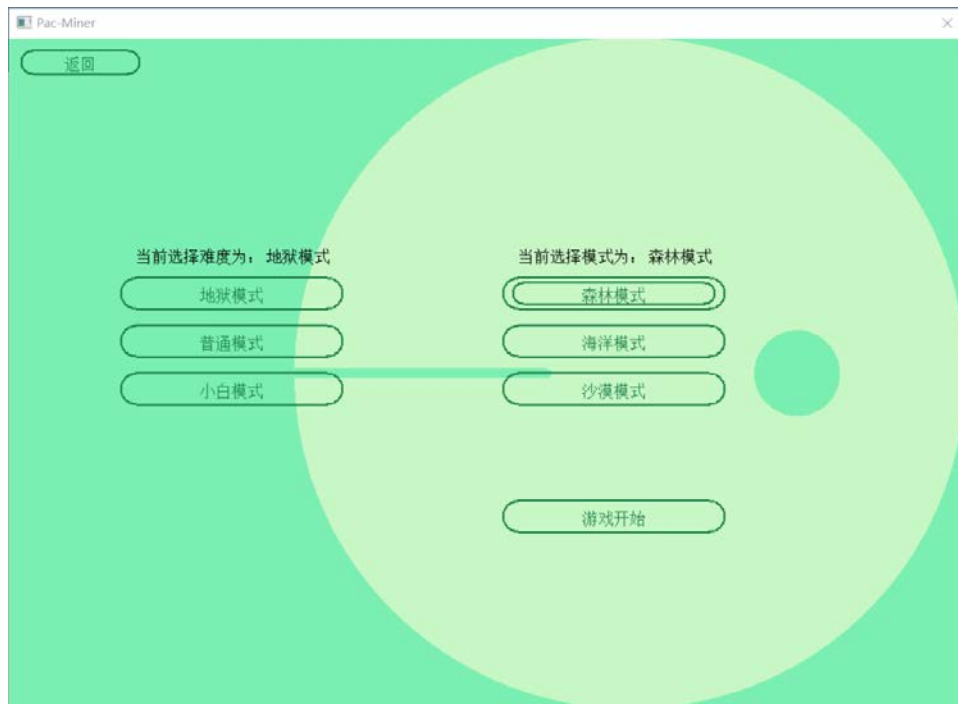 Pac-Miner
返回
当前选择难度为：地狱模式
地狱模式
普通模式
小白模式
当前选择模式为：森林模式
森林模式
海洋模式
沙漠模式
游戏开始